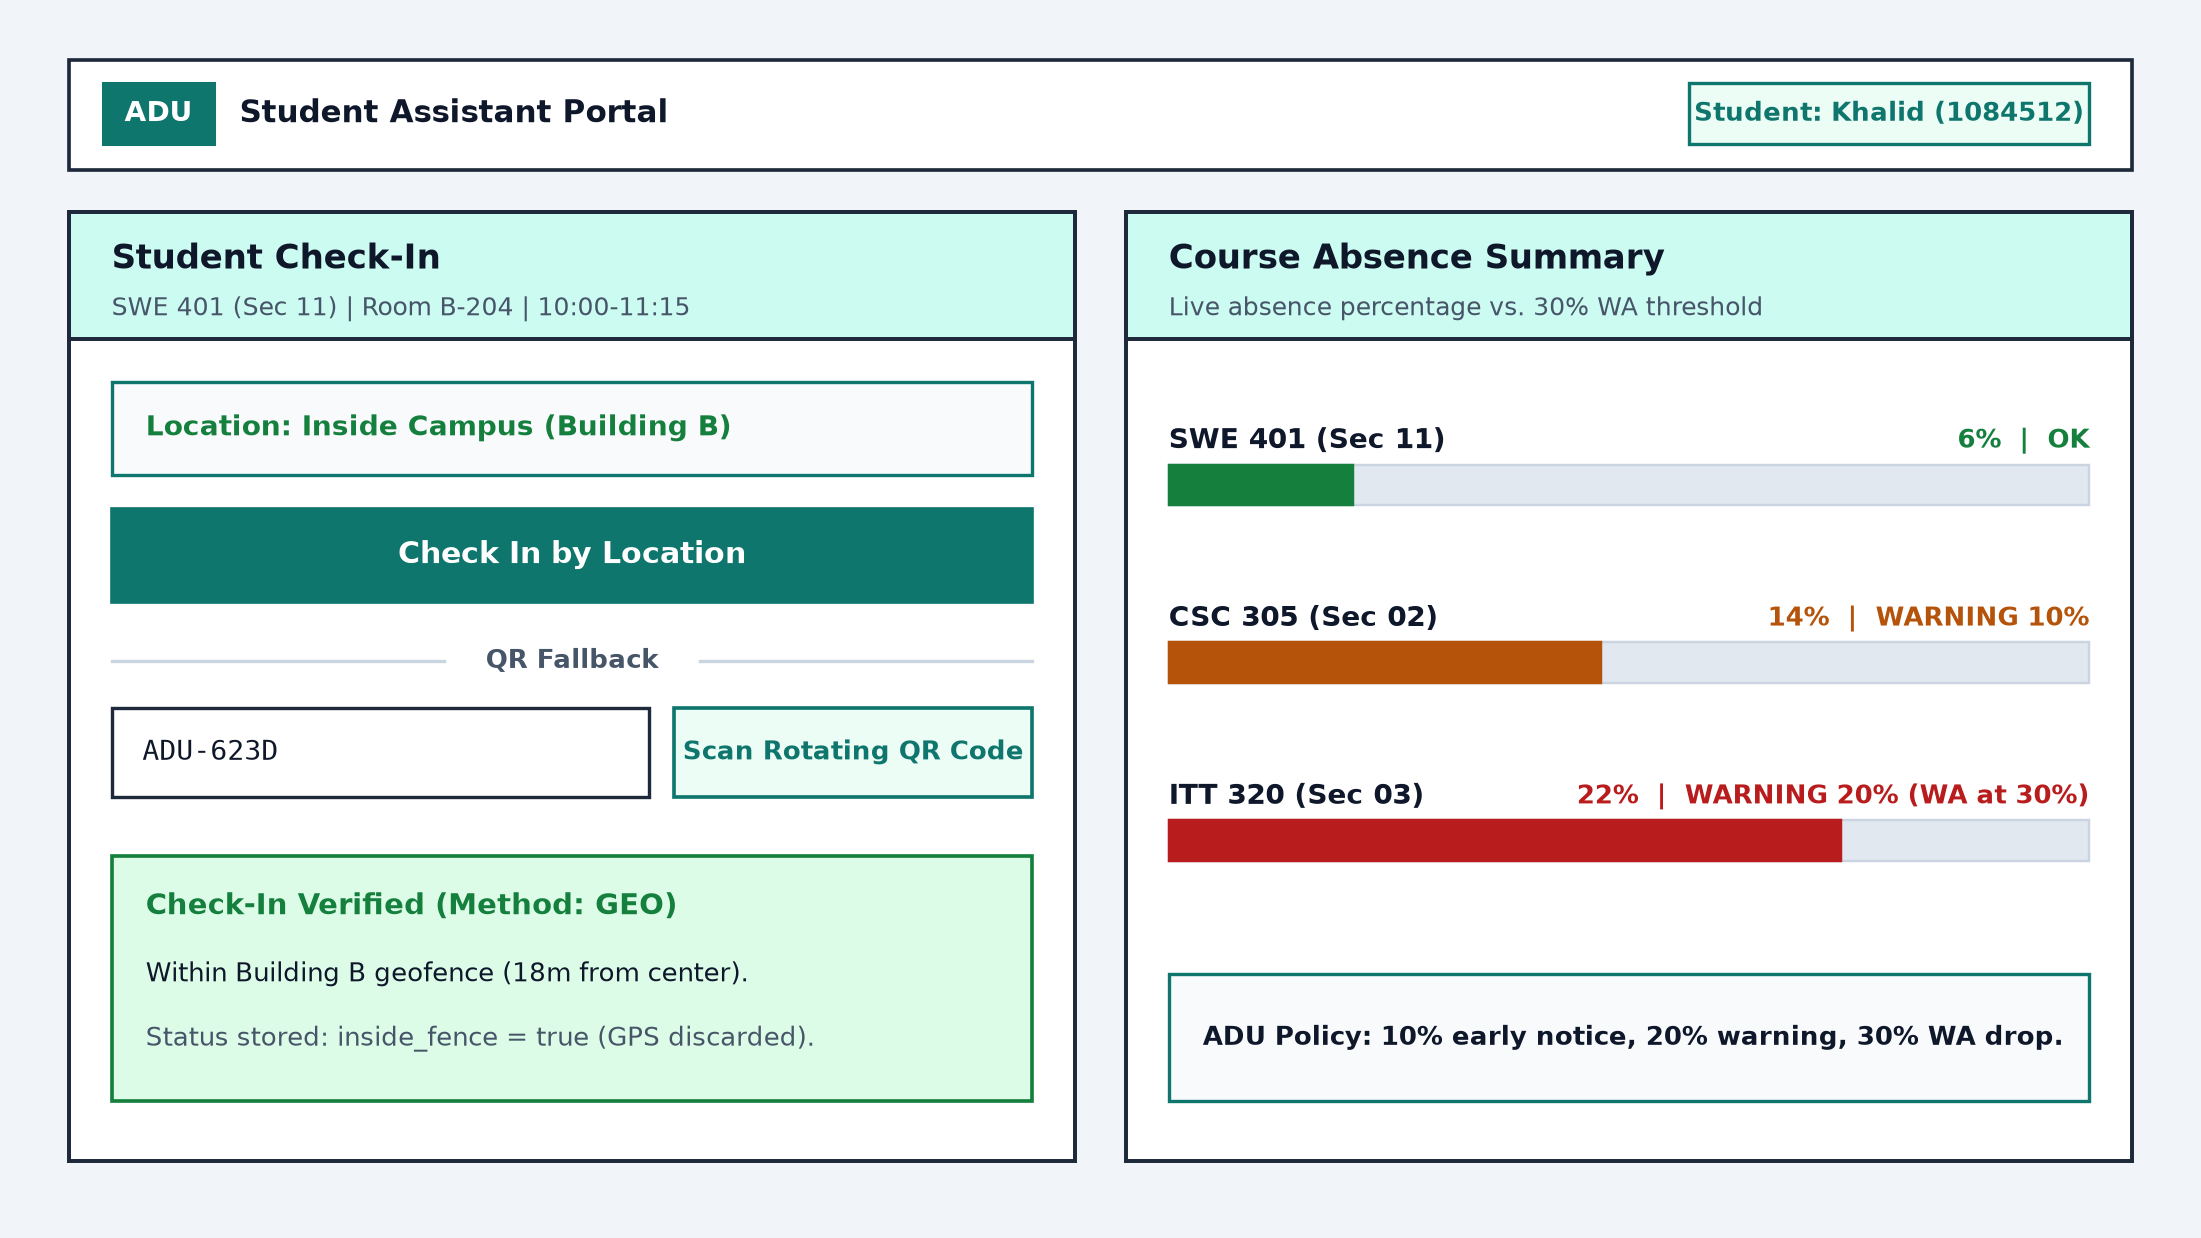 ADU
Student Assistant Portal
Student: Khalid (1084512)
Student Check-In
SWE 401 (Sec 11) | Room B-204 | 10:00-11:15
Location: Inside Campus (Building B)
Check In by Location
QR Fallback
ADU-623D
Scan Rotating QR Code
Check-In Verified (Method: GEO)
Within Building B geofence (18m from center).
Status stored: inside_fence = true (GPS discarded).
Course Absence Summary
Live absence percentage vs. 30% WA threshold
SWE 401 (Sec 11)
6% | OK
CSC 305 (Sec 02)
14% | WARNING 10%
ITT 320 (Sec 03)
22% | WARNING 20% (WA at 30%)
ADU Policy: 10% early notice, 20% warning, 30% WA drop.